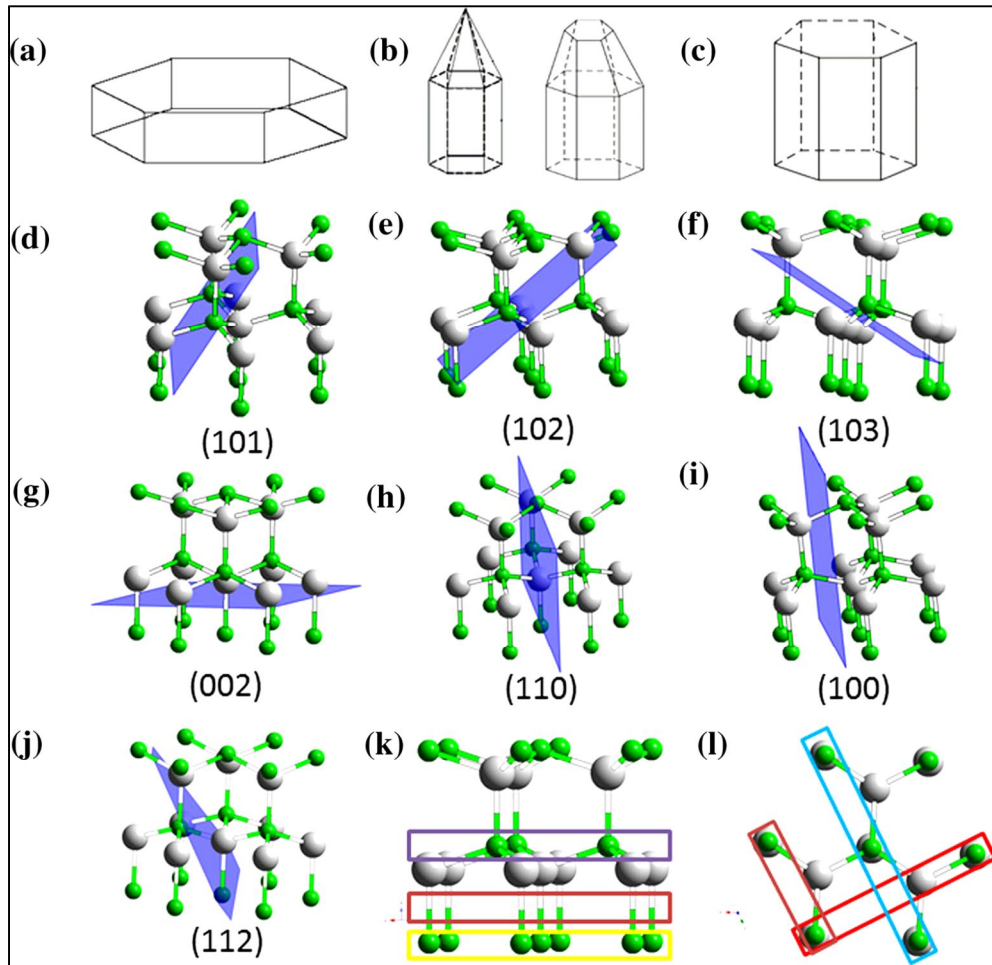 (a) (b) (c)
(d) (e) (f)
(101) (102) (103)
(g) (h) (i)
(002) (110) (100)
(j) (k) (l)
(112)